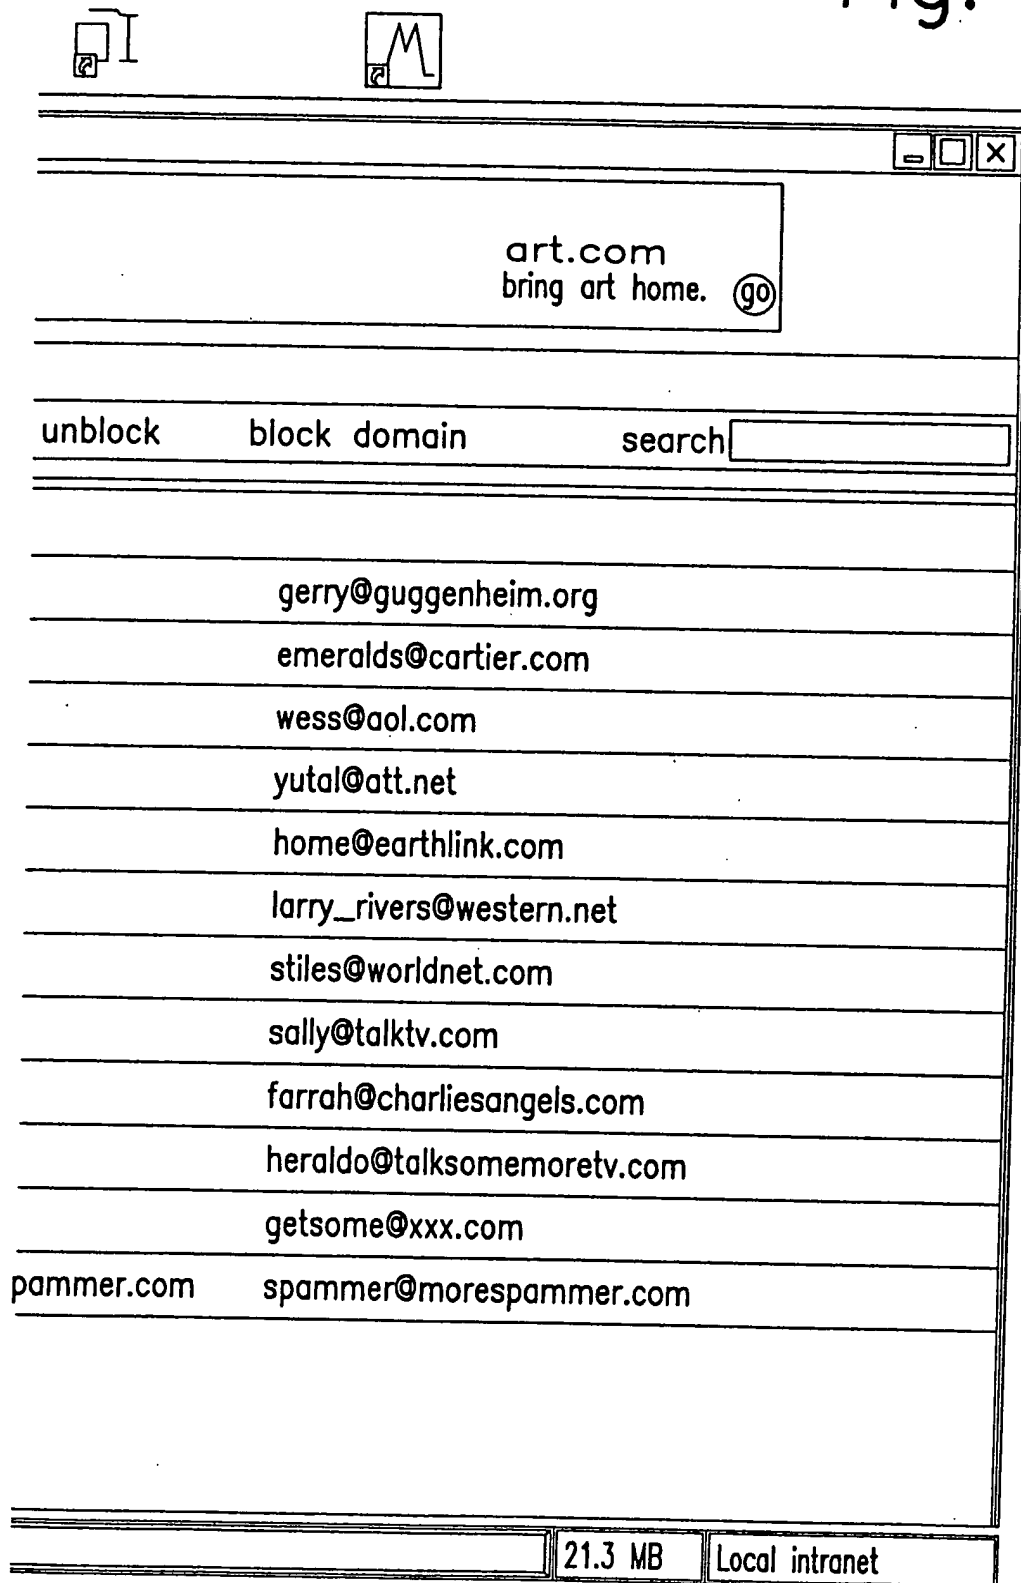 Fig.
M
art.com
bring art home. go
unblock block domain search
gerry@guggenheim.org
emeralds@cartier.com
wess@aol.com
yutal@att.net
home@earthlink.com
larry_rivers@western.net
stiles@worldnet.com
sally@talktv.com
farrah@charliesangels.com
heraldo@talksomemoretv.com
getsome@xxx.com
pammer.com spammer@morespammer.com
21.3 MB Local intranet